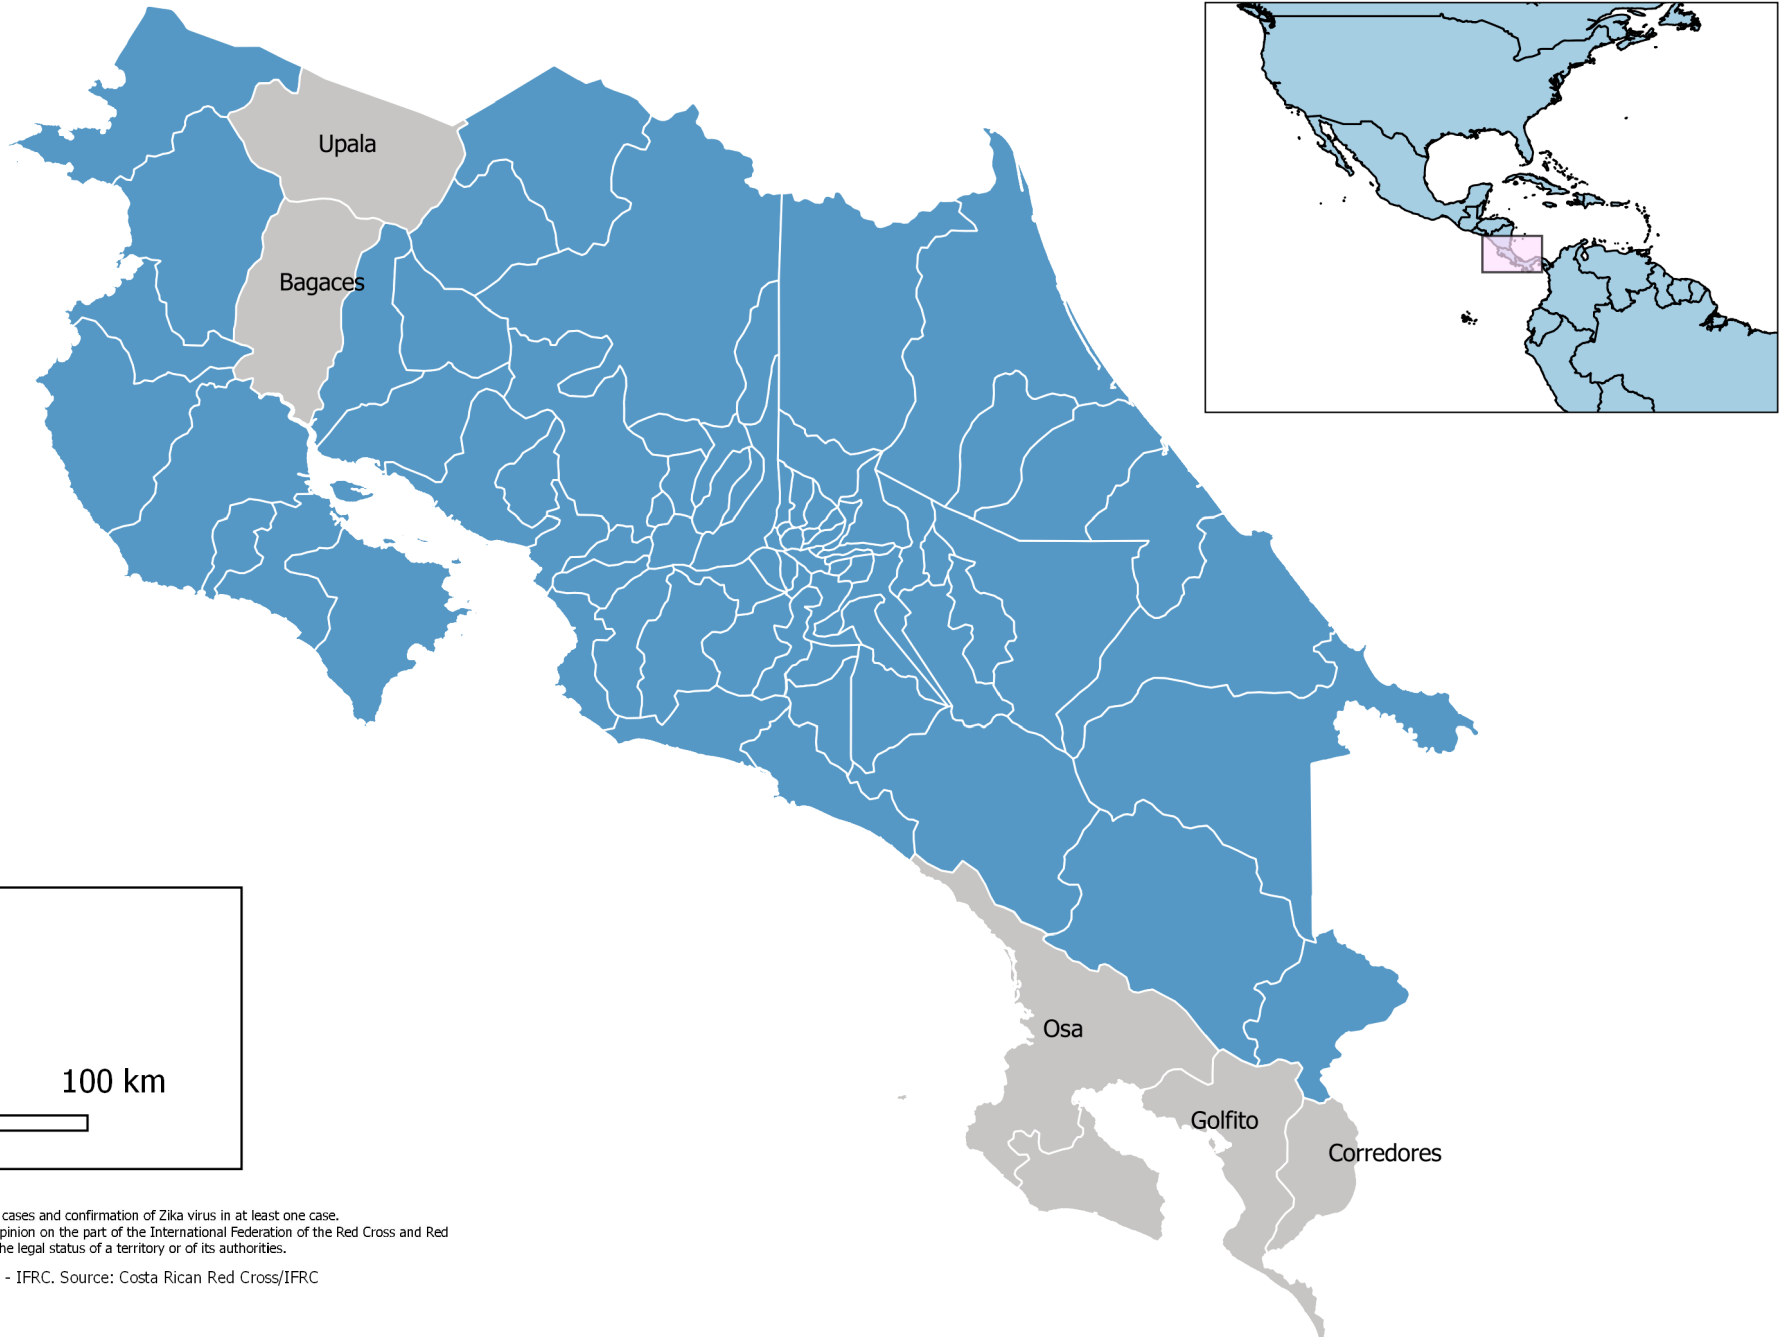 Upala
Bagaces
Osa
Golfito
Corredores
100 km
cases and confirmation of Zika virus in at least one case.
pinion on the part of the International Federation of the Red Cross and Red
he legal status of a territory or of its authorities.
- IFRC. Source: Costa Rican Red Cross/IFRC